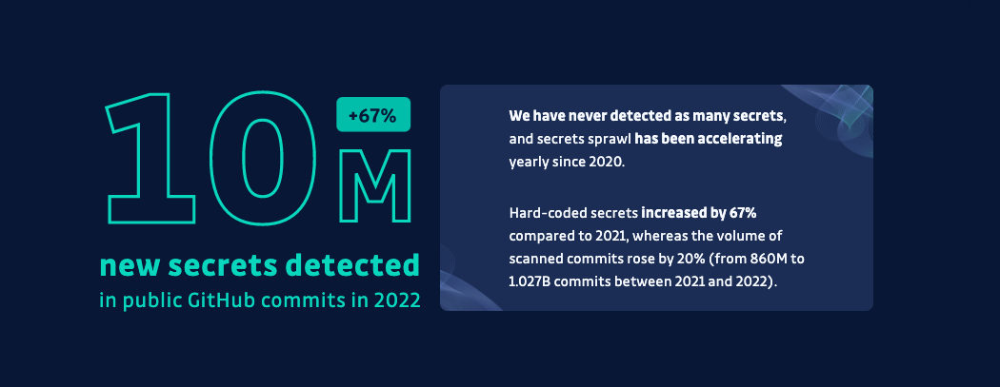 10
+67%
M
new secrets detected
in public GitHub commits in 2022
We have never detected as many secrets,
and secrets sprawl has been accelerating
yearly since 2020.
Hard-coded secrets increased by 67%
compared to 2021, whereas the volume of
scanned commits rose by 20% (from 860M to
1.027B commits between 2021 and 2022).